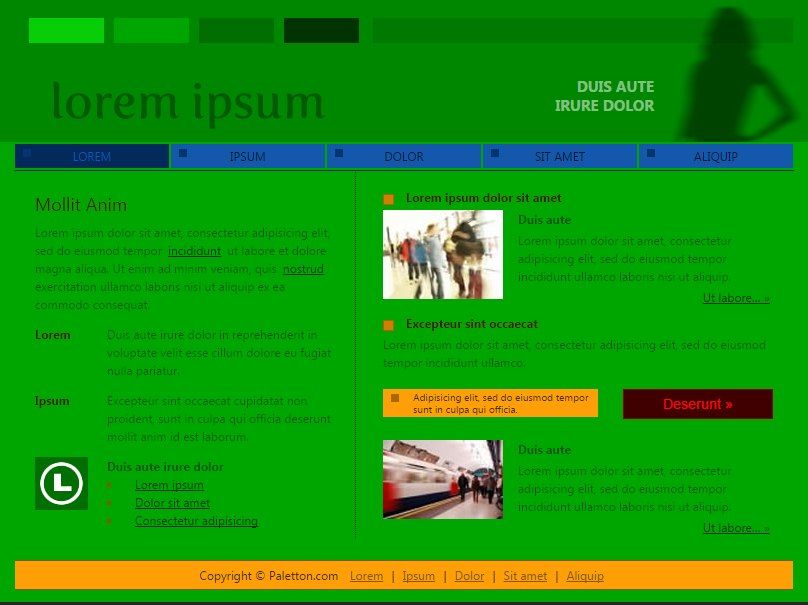 lorem ipsum
DUIS AUTE
IRURE DOLOR
LOREM IPSUM DOLOR SIT AMET ALIQUIP
Mollit Anim
Lorem ipsum dolor sit amet, consectetur adipisicing elit,
sed do eiusmod tempor incididunt ut labore et dolore
magna aliqua. Ut enim ad minim veniam, quis nostrud
exercitation ullamco laboris nisi ut aliquip ex ea
commodo consequat.
Lorem Duis aute irure dolor in reprehenderit in
voluptate velit esse cillum dolore eu fugiat
nulla pariatur.
Ipsum Excepteur sint occaecat cupidatat non
proident, sunt in culpa qui officia deserunt
mollit anim id est laborum.
L
Duis aute irure dolor
Lorem ipsum
Dolor sit amet
Consectetur adipisicing
Lorem ipsum dolor sit amet
Duis aute
Lorem ipsum dolor sit amet, consectetur
adipisicing elit, sed do eiusmod tempor
incididunt ullamco laboris nisi ut aliquip.
Ut labore... »
Excepteur sint occaecat
Lorem ipsum dolor sit amet, consectetur adipisicing elit, sed do eiusmod
tempor incididunt ullamco.
Adipisicing elit, sed do eiusmod tempor
sunt in culpa qui officia.
Deserunt »
Duis aute
Lorem ipsum dolor sit amet, consectetur
adipisicing elit, sed do eiusmod tempor
incididunt ullamco laboris nisi ut aliquip.
Ut labore... »
Copyright © Paletton.com Lorem | Ipsum | Dolor | Sit amet | Aliquip